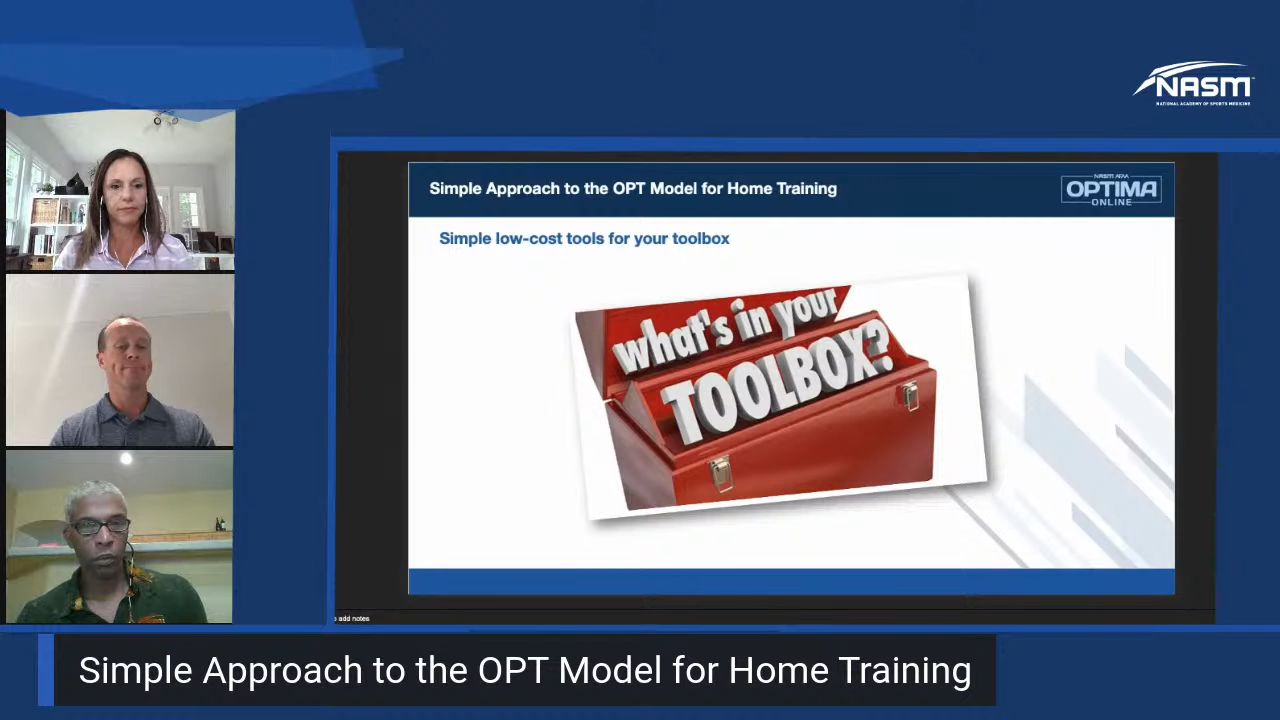 NASM
NATIONAL ACADEMY OF SPORTS MEDICINE
Simple Approach to the OPT Model for Home Training
NASM AFAA
OPTIMA
ONLINE
Simple low-cost tools for your toolbox
what's in your
TOOLBOX?
add notes
Simple Approach to the OPT Model for Home Training